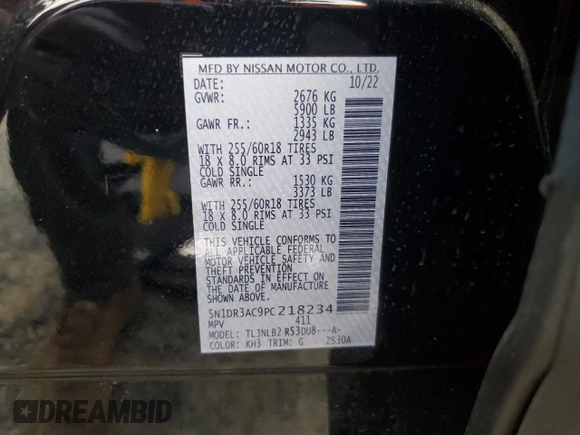 MFD BY NISSAN MOTOR CO., LTD.
DATE: 10/22
GVWR: 2676 KG
5900 LB
GAWR FR.: 1335 KG
2943 LB
WITH 255/60R18 TIRES
18 X 8.0 RIMS AT 33 PSI
COLD SINGLE
GAWR RR.: 1530 KG
3373 LB
WITH 255/60R18 TIRES
18 X 8.0 RIMS AT 33 PSI
COLD SINGLE
THIS VEHICLE CONFORMS TO
ALL APPLICABLE FEDERAL
MOTOR VEHICLE SAFETY AND
THEFT PREVENTION
STANDARDS IN EFFECT ON
THE DATE OF MANUFACTURE
SHOWN ABOVE.
5N1DR3AC9PC218234
MPV 411
MODEL: TLJNLB2 R53DU8---A-
COLOR: KH3 TRIM: G ZS30A
DREAMBID